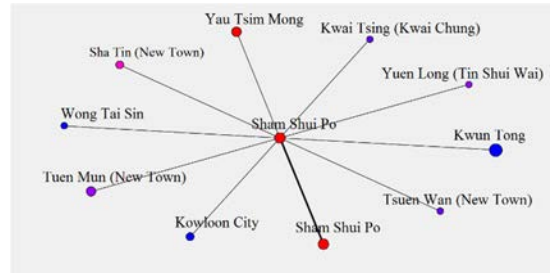 Yau Tsim Mong
Kwai Tsing (Kwai Chung)
Sha Tin (New Town)
Yuen Long (Tin Shui Wai)
Wong Tai Sin
Sham Shui Po
Kwun Tong
Tuen Mun (New Town)
Tsuen Wan (New Town)
Kowloon City
Sham Shui Po